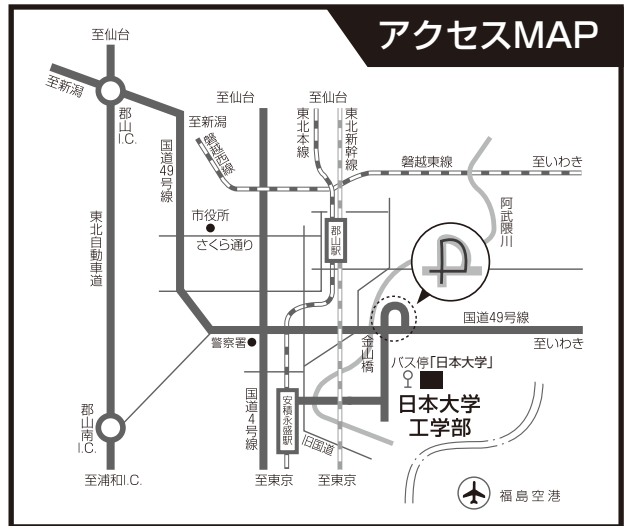 アクセスMAP
至仙台
至新潟
郡山
I.C.
国道49号線
東北自動車道
至新潟
磐越西線
至仙台
東北本線
至仙台
東北新幹線
磐越東線
至いわき
阿武隈川
市役所
さくら通り
郡山駅
国道49号線
至いわき
警察署
金山橋
バス停「日本大学」
日本大学
工学部
国道4号線
安積永盛駅
旧国道
郡山南
I.C.
至浦和I.C.
至東京
至東京
福島空港